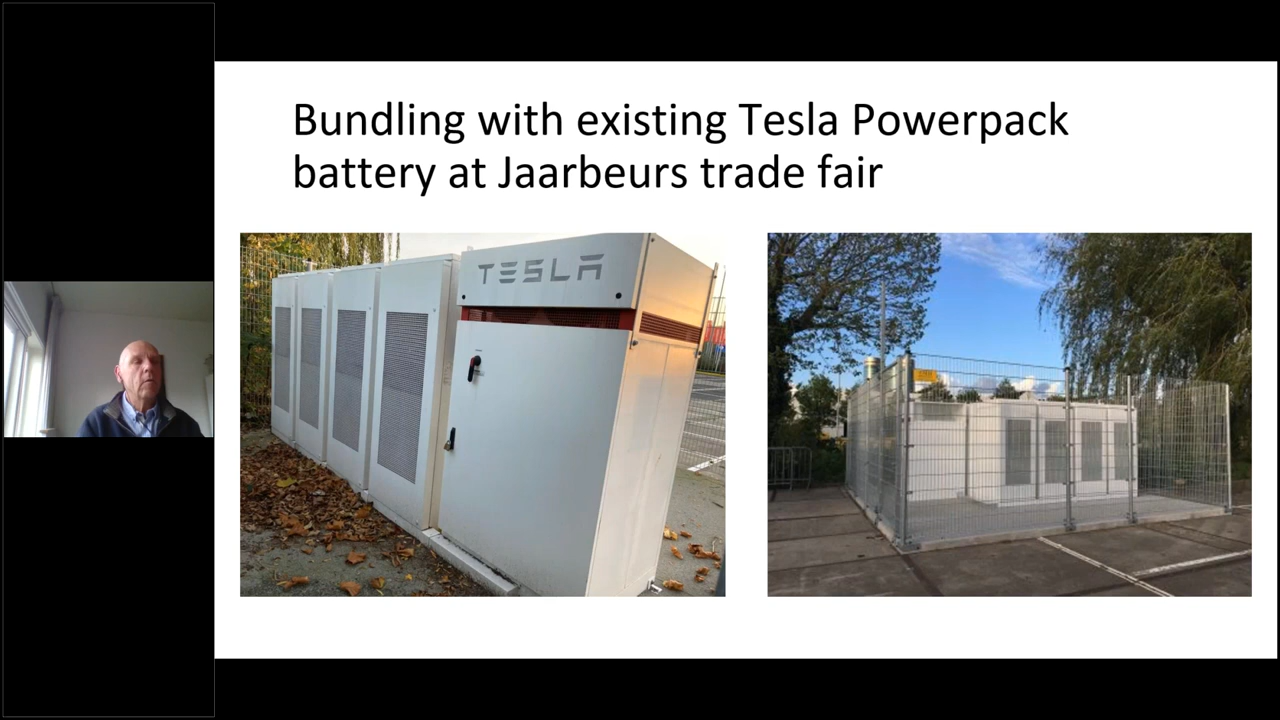 Bundling with existing Tesla Powerpack
battery at Jaarbeurs trade fair
TESLA